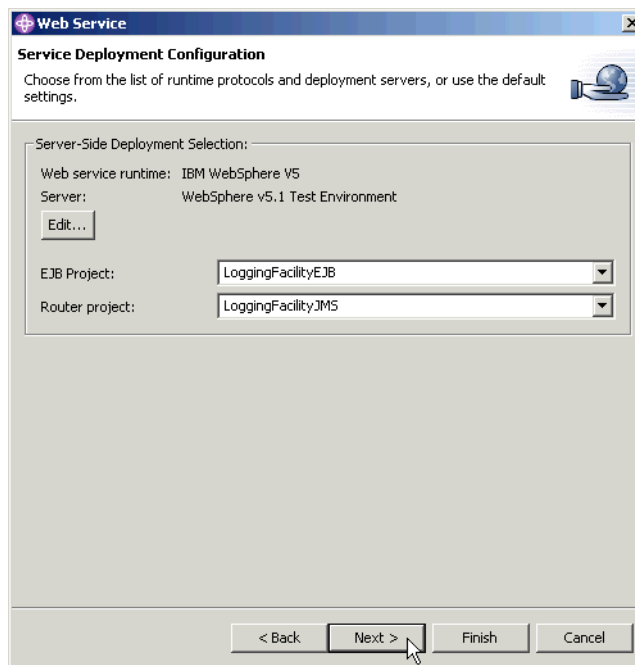 Web Service
Service Deployment Configuration
Choose from the list of runtime protocols and deployment servers, or use the default
settings.
Server-Side Deployment Selection:
Web service runtime: IBM WebSphere V5
Server: WebSphere v5.1 Test Environment
Edit...
EJB Project: LoggingFacilityEJB
Router project: LoggingFacilityJMS
< Back Next > Finish Cancel